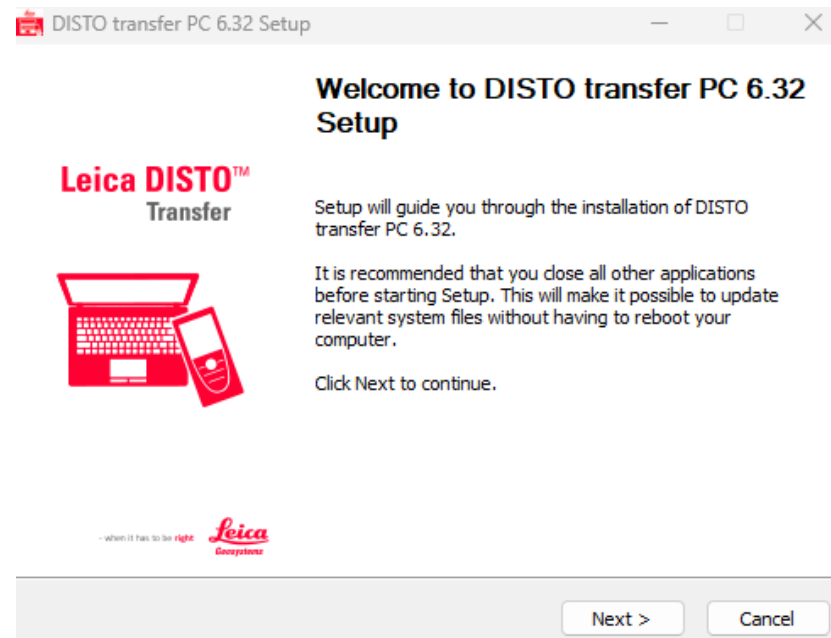 DISTO transfer PC 6.32 Setup
Welcome to DISTO transfer PC 6.32
Setup
Leica DISTO™
Transfer
Setup will guide you through the installation of DISTO
transfer PC 6.32.
It is recommended that you close all other applications
before starting Setup. This will make it possible to update
relevant system files without having to reboot your
computer.
Click Next to continue.
- when it has to be right
Leica
Geosystems
Next >
Cancel